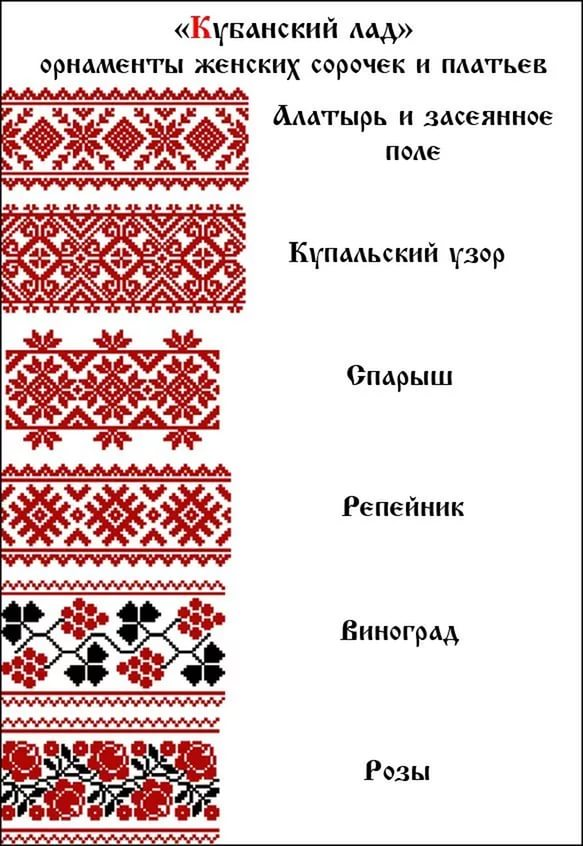 «Кубанский лад»
орнаменты женских сорочек и платьев
Алатырь и засеянное
поле
Купальский узор
Спарыш
Репейник
Виноград
Розы